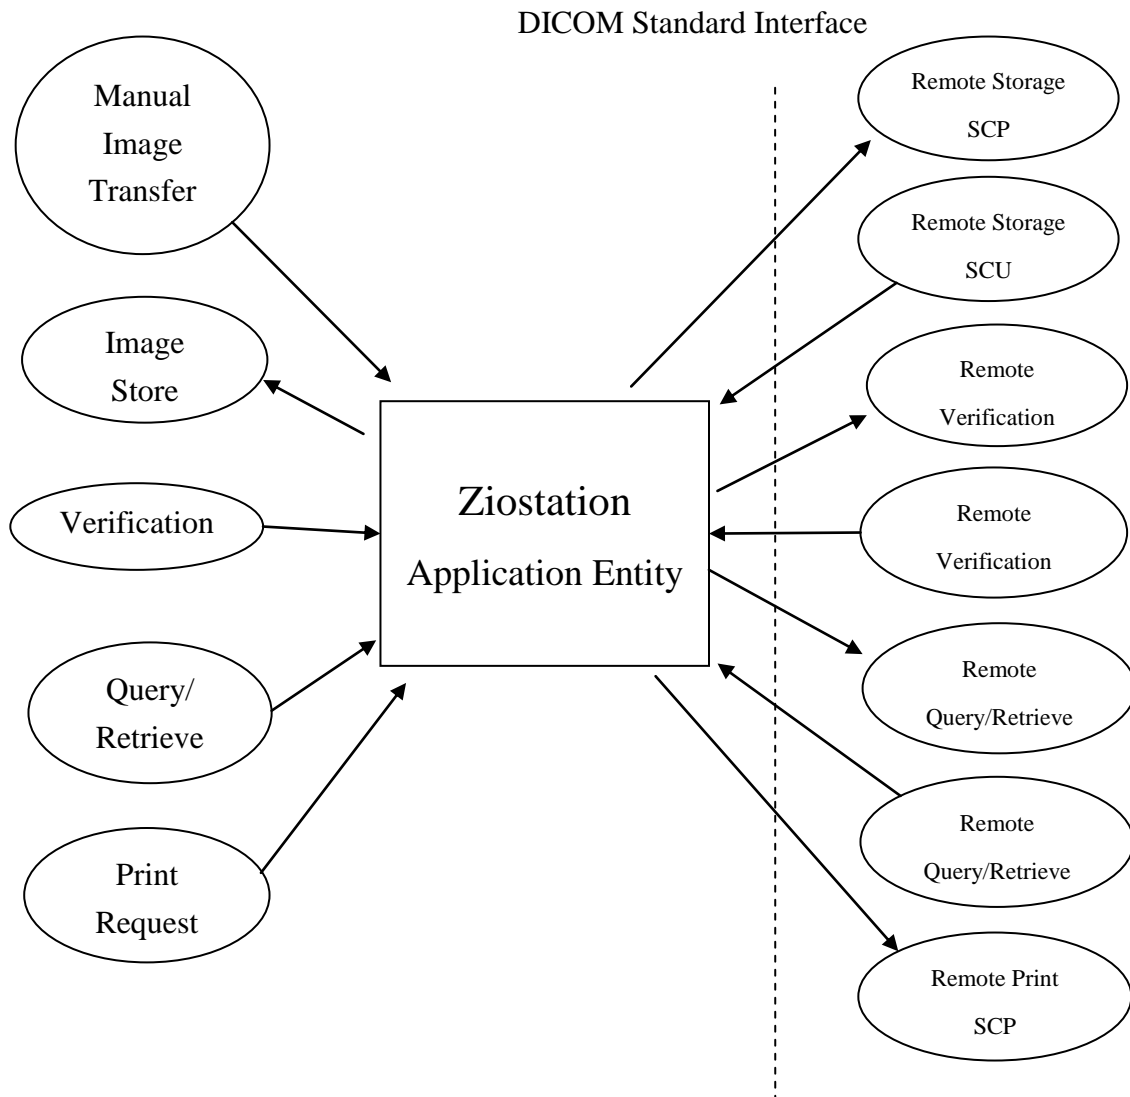 DICOM Standard Interface
Manual
Image
Transfer
Image
Store
Verification
Query/
Retrieve
Print
Request
Ziostation
Application Entity
Remote Storage
SCP
Remote Storage
SCU
Remote
Verification
Remote
Verification
Remote
Query/Retrieve
Remote
Query/Retrieve
Remote Print
SCP